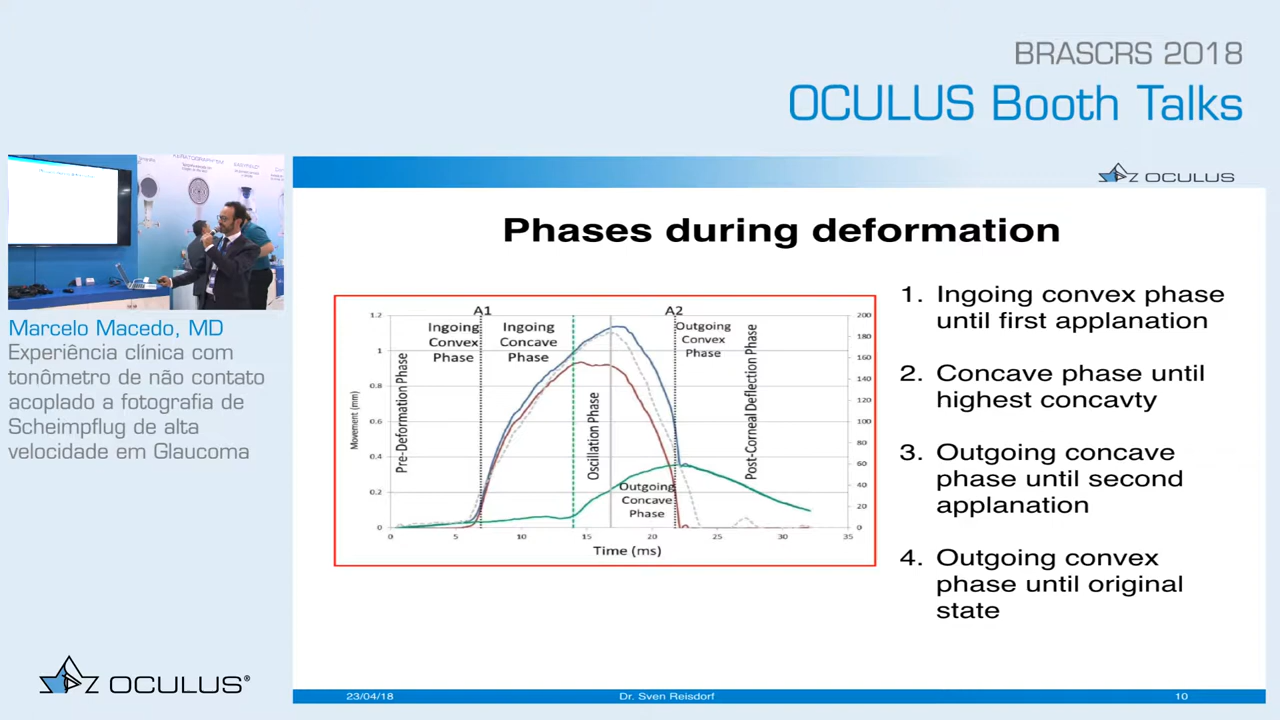 BRASCRS 2018
OCULUS Booth Talks
OCULUS
Marcelo Macedo, MD
Experiência clínica com
tonômetro de não contato
acoplado a fotografia de
Scheimpflug de alta
velocidade em Glaucoma
OCULUS®
Phases during deformation
A1
A2
1.2
1
0.8
0.6
0.4
0.2
0
Movement (mm)
Pre-Deformation Phase
Ingoing
Convex
Phase
Ingoing
Concave
Phase
Oscillation Phase
Outgoing
Concave
Phase
Outgoing
Convex
Phase
Post-Corneal Deflection Phase
200
180
160
140
120
100
80
60
40
20
0
0 5 10 15 20 25 30 35
Time (ms)
1. Ingoing convex phase
until first applanation
2. Concave phase until
highest concavty
3. Outgoing concave
phase until second
applanation
4. Outgoing convex
phase until original
state
23/04/18 Dr. Sven Reisdorf 10